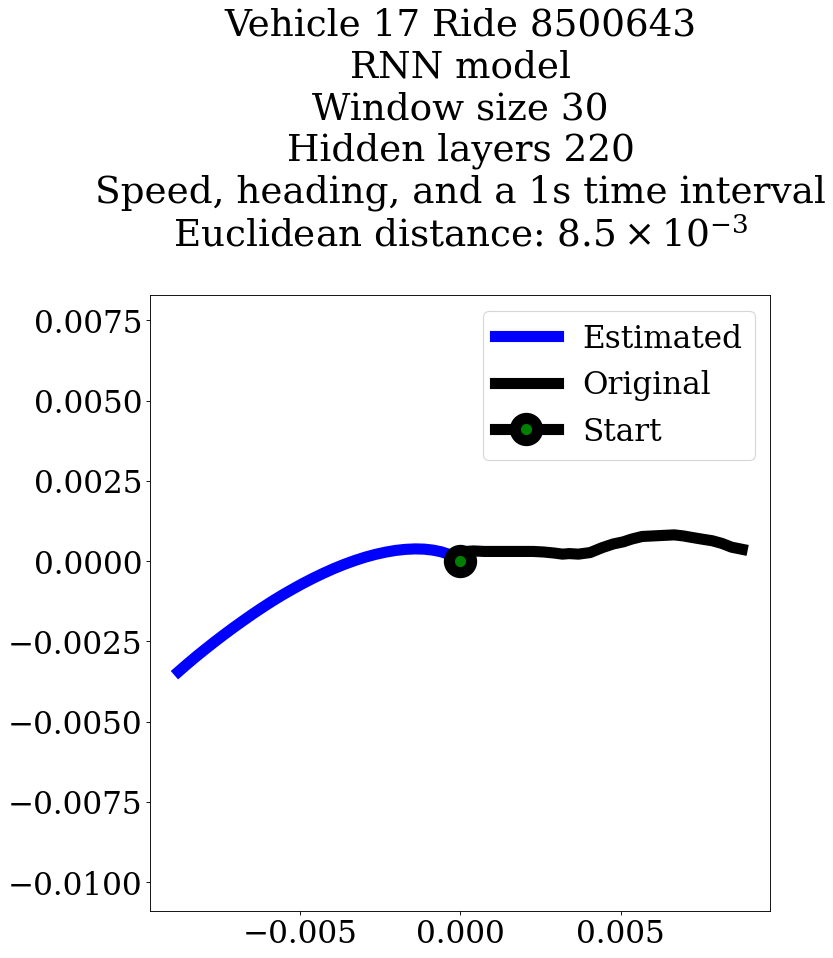 Vehicle 17 Ride 8500643
RNN model
Window size 30
Hidden layers 220
Speed, heading, and a 1s time interval
Euclidean distance: 8.5 × 10⁻³
Estimated
Original
Start
0.0075
0.0050
0.0025
0.0000
−0.0025
−0.0050
−0.0075
−0.0100
−0.005 0.000 0.005